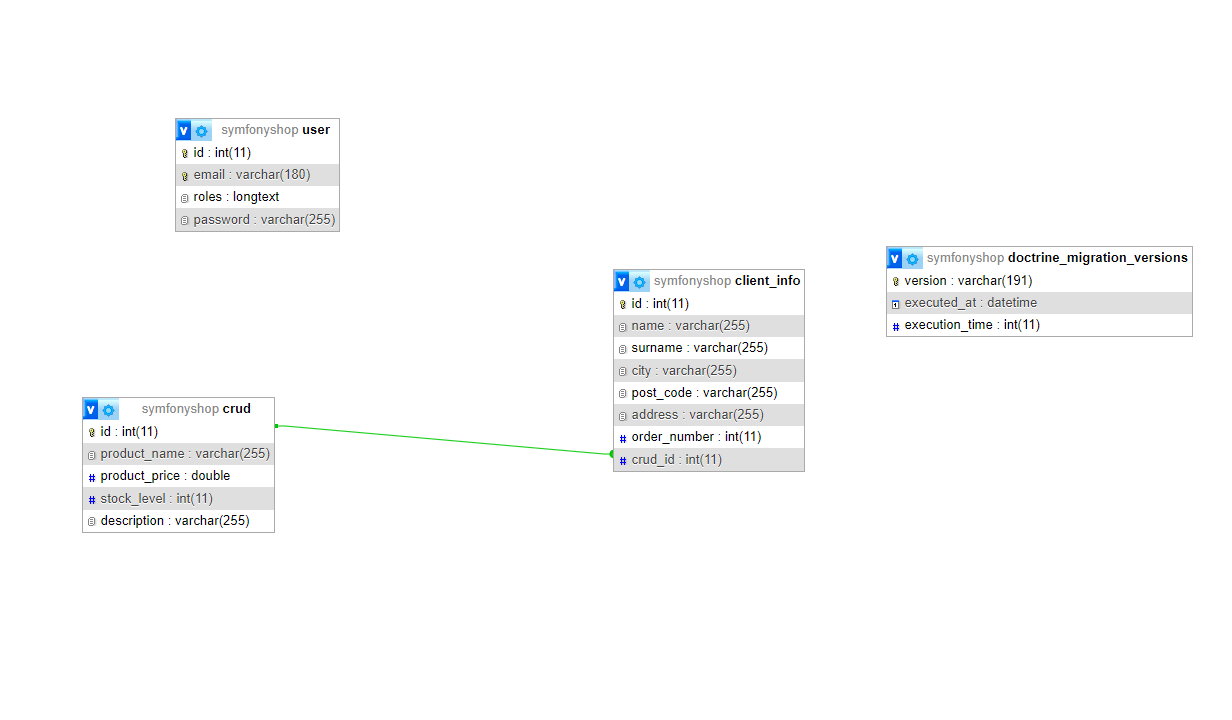 v symfonyshop user
id : int(11)
email : varchar(180)
roles : longtext
password : varchar(255)
v symfonyshop doctrine_migration_versions
version : varchar(191)
executed_at : datetime
# execution_time : int(11)
v symfonyshop client_info
id : int(11)
name : varchar(255)
surname : varchar(255)
city : varchar(255)
post_code : varchar(255)
address : varchar(255)
# order_number : int(11)
# crud_id : int(11)
v symfonyshop crud
id : int(11)
product_name : varchar(255)
# product_price : double
# stock_level : int(11)
description : varchar(255)